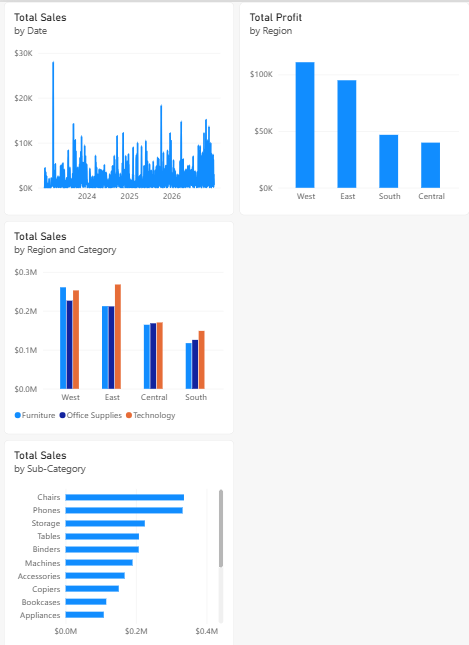 Total Sales
by Date
$30K
$20K
$10K
$0K
2024 2025 2026
Total Profit
by Region
$100K
$50K
$0K
West East South Central
Total Sales
by Region and Category
$0.3M
$0.2M
$0.1M
$0.0M
West East Central South
Furniture Office Supplies Technology
Total Sales
by Sub-Category
Chairs
Phones
Storage
Tables
Binders
Machines
Accessories
Copiers
Bookcases
Appliances
$0.0M $0.2M $0.4M